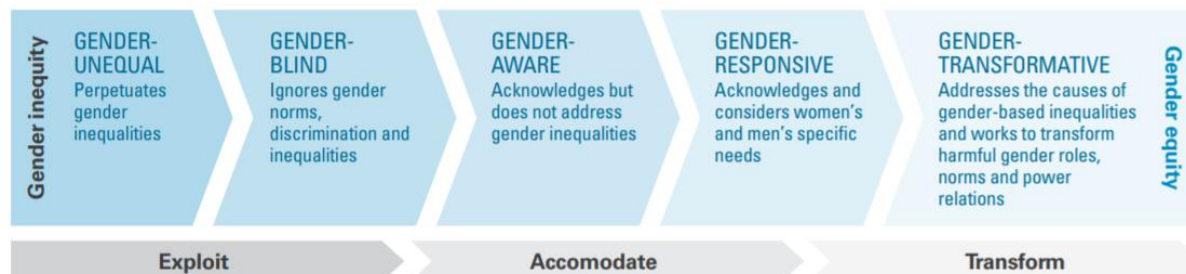 Gender inequity
GENDER-
UNEQUAL
Perpetuates
gender
inequalities
GENDER-
BLIND
Ignores gender
norms,
discrimination and
inequalities
GENDER-
AWARE
Acknowledges but
does not address
gender inequalities
GENDER-
RESPONSIVE
Acknowledges and
considers women's
and men's specific
needs
GENDER-
TRANSFORMATIVE
Addresses the causes of
gender-based inequalities
and works to transform
harmful gender roles,
norms and power
relations
Gender equity
Exploit
Accomodate
Transform